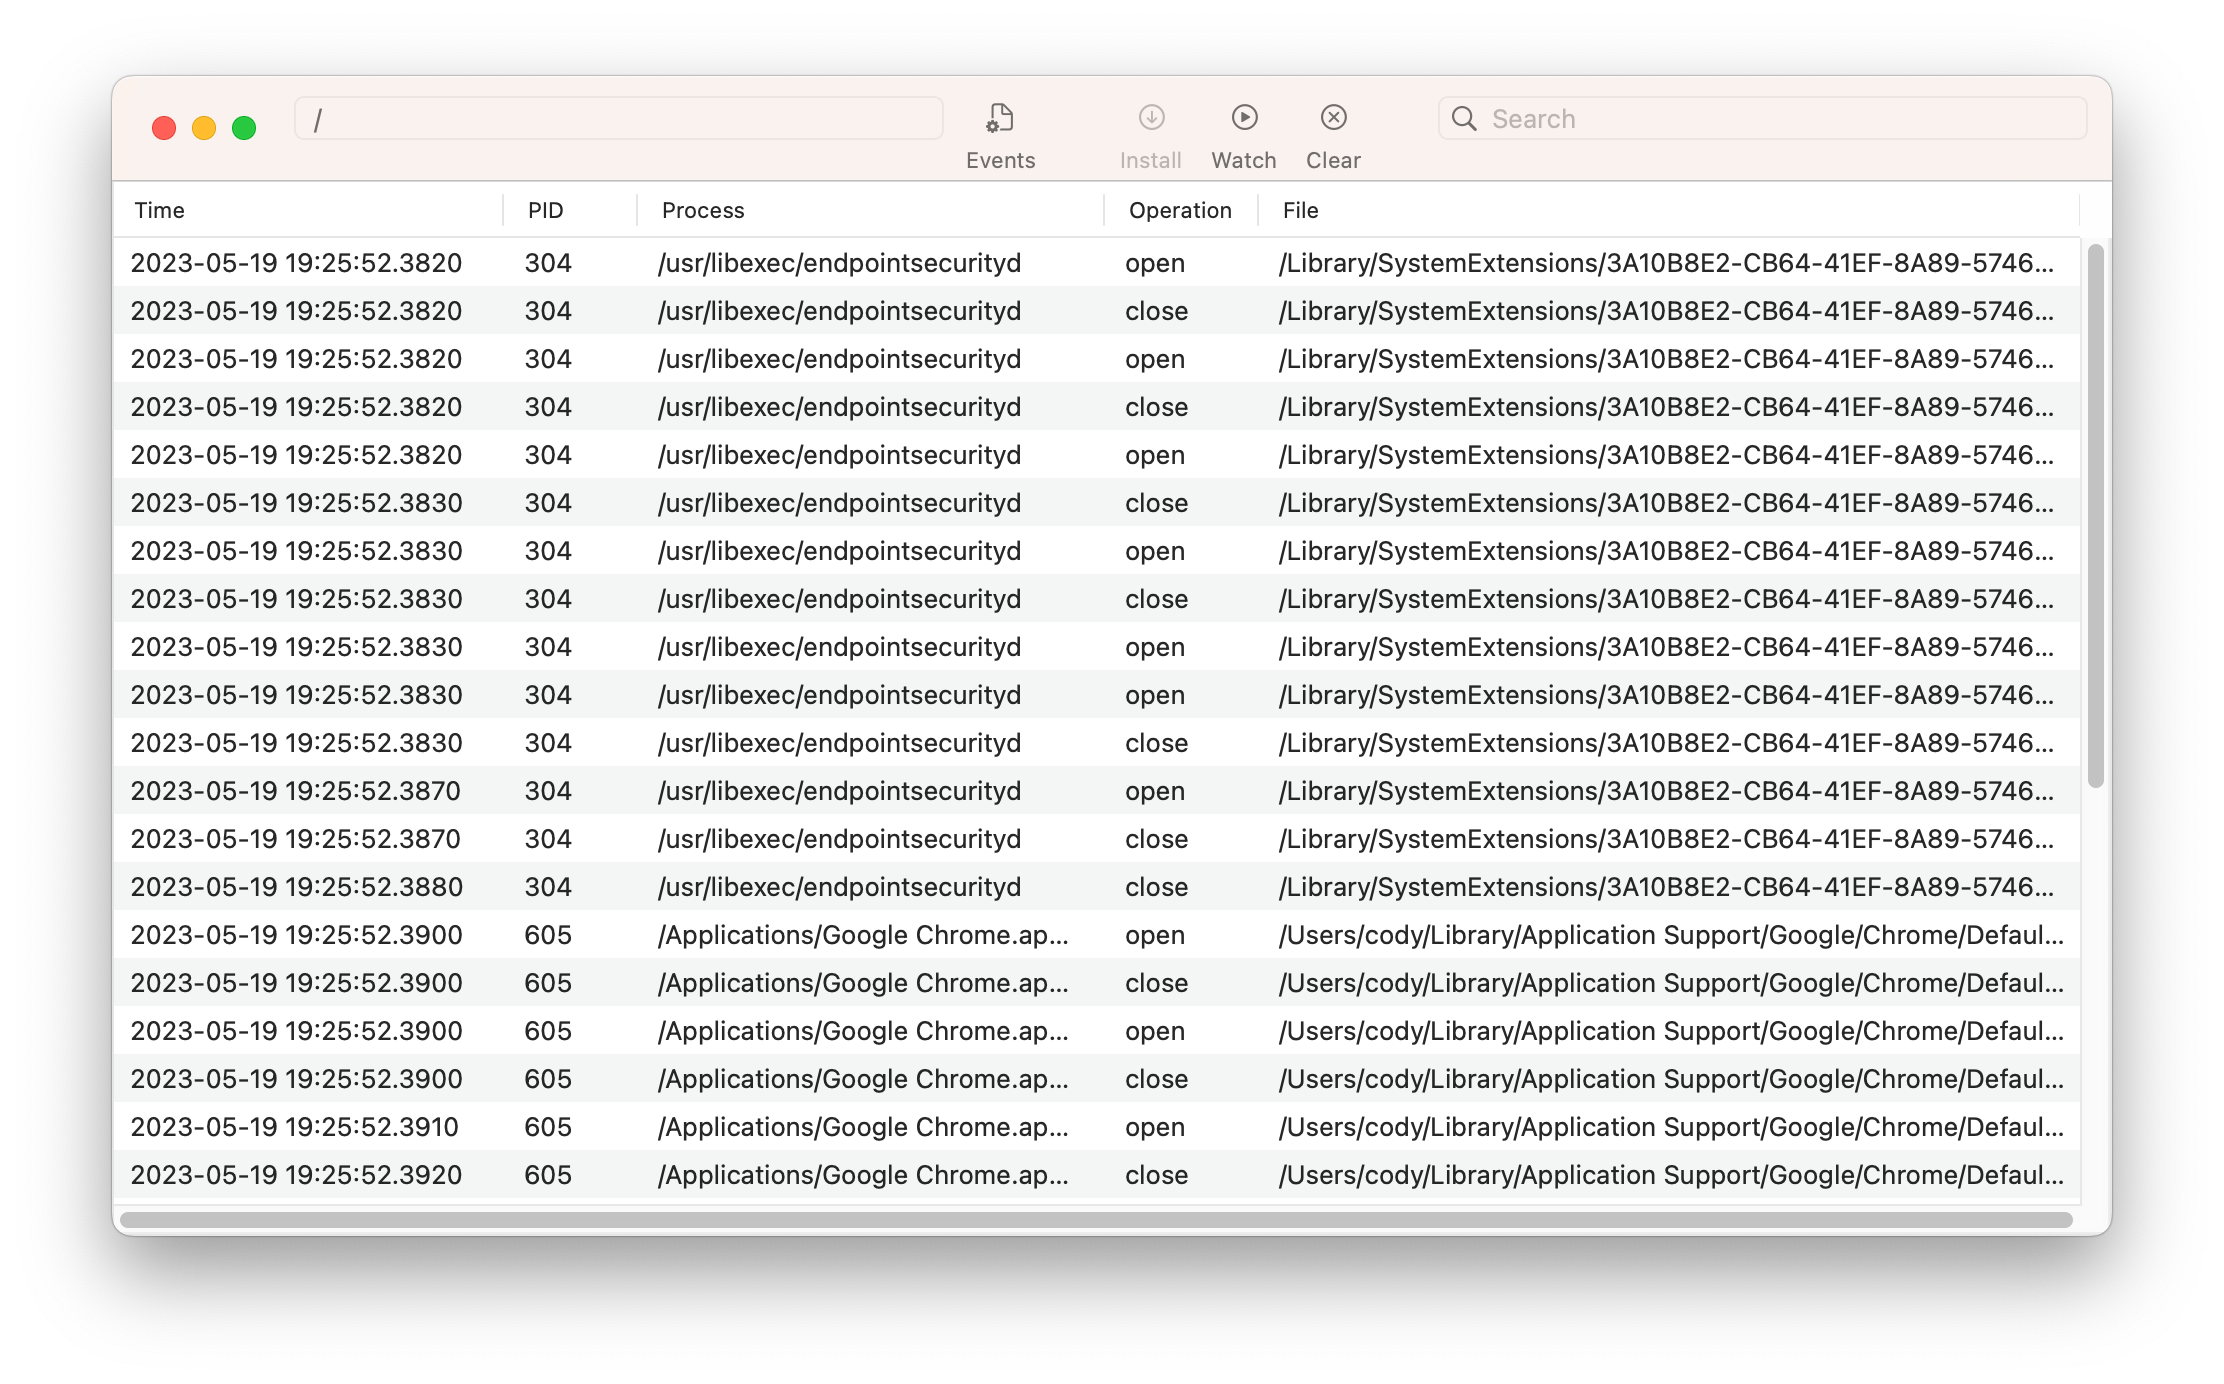 /
Events Install Watch Clear Search
Time PID Process Operation File
2023-05-19 19:25:52.3820 304 /usr/libexec/endpointsecurityd open /Library/SystemExtensions/3A10B8E2-CB64-41EF-8A89-5746...
2023-05-19 19:25:52.3820 304 /usr/libexec/endpointsecurityd close /Library/SystemExtensions/3A10B8E2-CB64-41EF-8A89-5746...
2023-05-19 19:25:52.3820 304 /usr/libexec/endpointsecurityd open /Library/SystemExtensions/3A10B8E2-CB64-41EF-8A89-5746...
2023-05-19 19:25:52.3820 304 /usr/libexec/endpointsecurityd close /Library/SystemExtensions/3A10B8E2-CB64-41EF-8A89-5746...
2023-05-19 19:25:52.3820 304 /usr/libexec/endpointsecurityd open /Library/SystemExtensions/3A10B8E2-CB64-41EF-8A89-5746...
2023-05-19 19:25:52.3830 304 /usr/libexec/endpointsecurityd close /Library/SystemExtensions/3A10B8E2-CB64-41EF-8A89-5746...
2023-05-19 19:25:52.3830 304 /usr/libexec/endpointsecurityd open /Library/SystemExtensions/3A10B8E2-CB64-41EF-8A89-5746...
2023-05-19 19:25:52.3830 304 /usr/libexec/endpointsecurityd close /Library/SystemExtensions/3A10B8E2-CB64-41EF-8A89-5746...
2023-05-19 19:25:52.3830 304 /usr/libexec/endpointsecurityd open /Library/SystemExtensions/3A10B8E2-CB64-41EF-8A89-5746...
2023-05-19 19:25:52.3830 304 /usr/libexec/endpointsecurityd open /Library/SystemExtensions/3A10B8E2-CB64-41EF-8A89-5746...
2023-05-19 19:25:52.3830 304 /usr/libexec/endpointsecurityd close /Library/SystemExtensions/3A10B8E2-CB64-41EF-8A89-5746...
2023-05-19 19:25:52.3870 304 /usr/libexec/endpointsecurityd open /Library/SystemExtensions/3A10B8E2-CB64-41EF-8A89-5746...
2023-05-19 19:25:52.3870 304 /usr/libexec/endpointsecurityd close /Library/SystemExtensions/3A10B8E2-CB64-41EF-8A89-5746...
2023-05-19 19:25:52.3880 304 /usr/libexec/endpointsecurityd close /Library/SystemExtensions/3A10B8E2-CB64-41EF-8A89-5746...
2023-05-19 19:25:52.3900 605 /Applications/Google Chrome.ap... open /Users/cody/Library/Application Support/Google/Chrome/Defaul...
2023-05-19 19:25:52.3900 605 /Applications/Google Chrome.ap... close /Users/cody/Library/Application Support/Google/Chrome/Defaul...
2023-05-19 19:25:52.3900 605 /Applications/Google Chrome.ap... open /Users/cody/Library/Application Support/Google/Chrome/Defaul...
2023-05-19 19:25:52.3900 605 /Applications/Google Chrome.ap... close /Users/cody/Library/Application Support/Google/Chrome/Defaul...
2023-05-19 19:25:52.3910 605 /Applications/Google Chrome.ap... open /Users/cody/Library/Application Support/Google/Chrome/Defaul...
2023-05-19 19:25:52.3920 605 /Applications/Google Chrome.ap... close /Users/cody/Library/Application Support/Google/Chrome/Defaul...